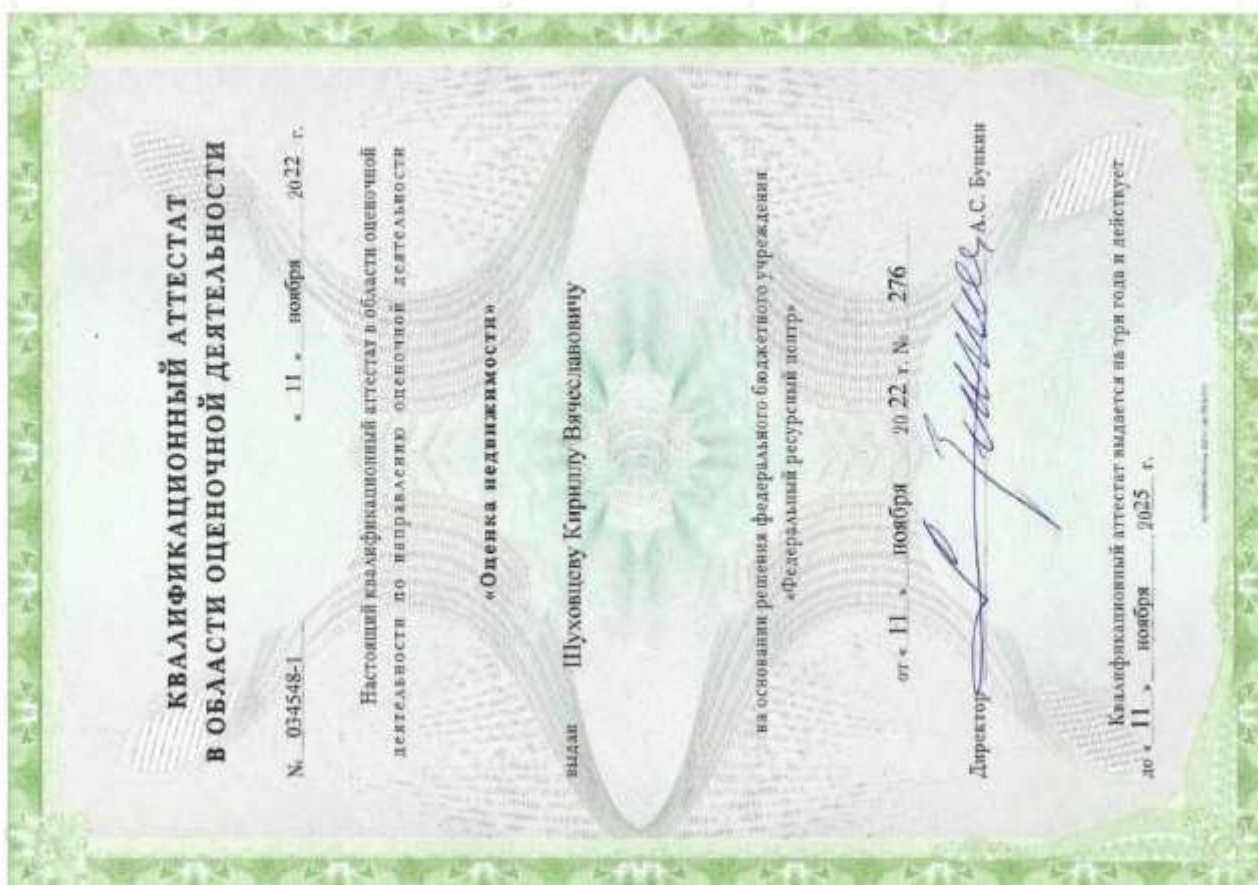 КВАЛИФИКАЦИОННЫЙ АТТЕСТАТ
В ОБЛАСТИ ОЦЕНОЧНОЙ ДЕЯТЕЛЬНОСТИ
№ 034548-1 « 11 » ноября 2022 г.
Настоящий квалификационный аттестат в области оценочной
деятельности по направлению оценочной деятельности
«Оценка недвижимости»
выдан Шуховцеву Кириллу Вячеславовичу
на основании решения федерального бюджетного учреждения
«Федеральный ресурсный центр»
от « 11 » ноября 20 22 г. № 276
Директор А.С. Бункин
Квалификационный аттестат выдается на три года и действует
до « 11 » ноября 2025 г.